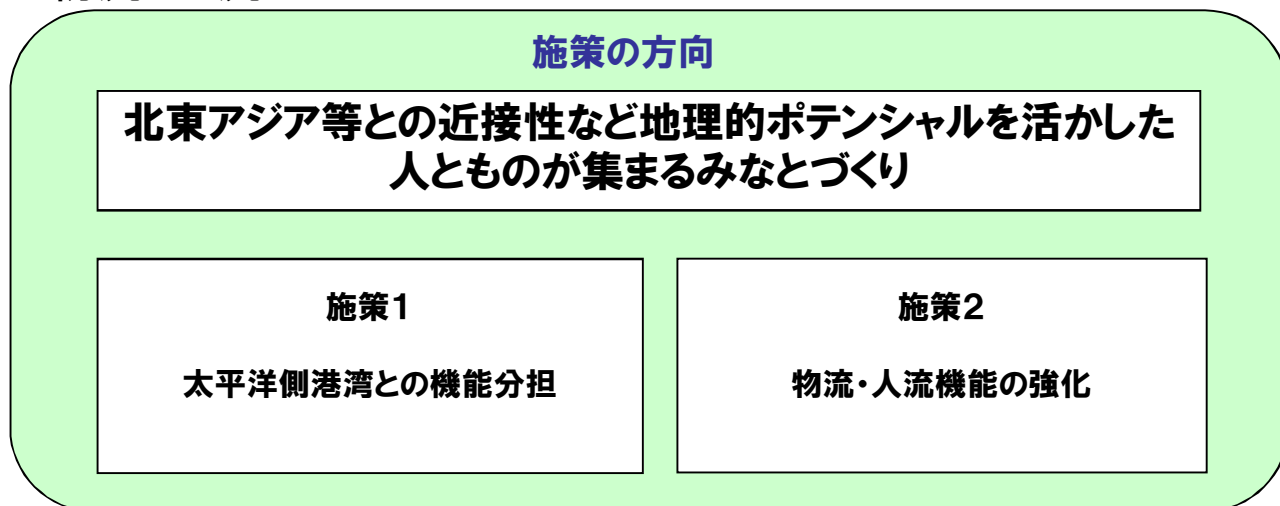 施策の方向
北東アジア等との近接性など地理的ポテンシャルを活かした
人とものが集まるみなとづくり
施策1
太平洋側港湾との機能分担
施策2
物流・人流機能の強化